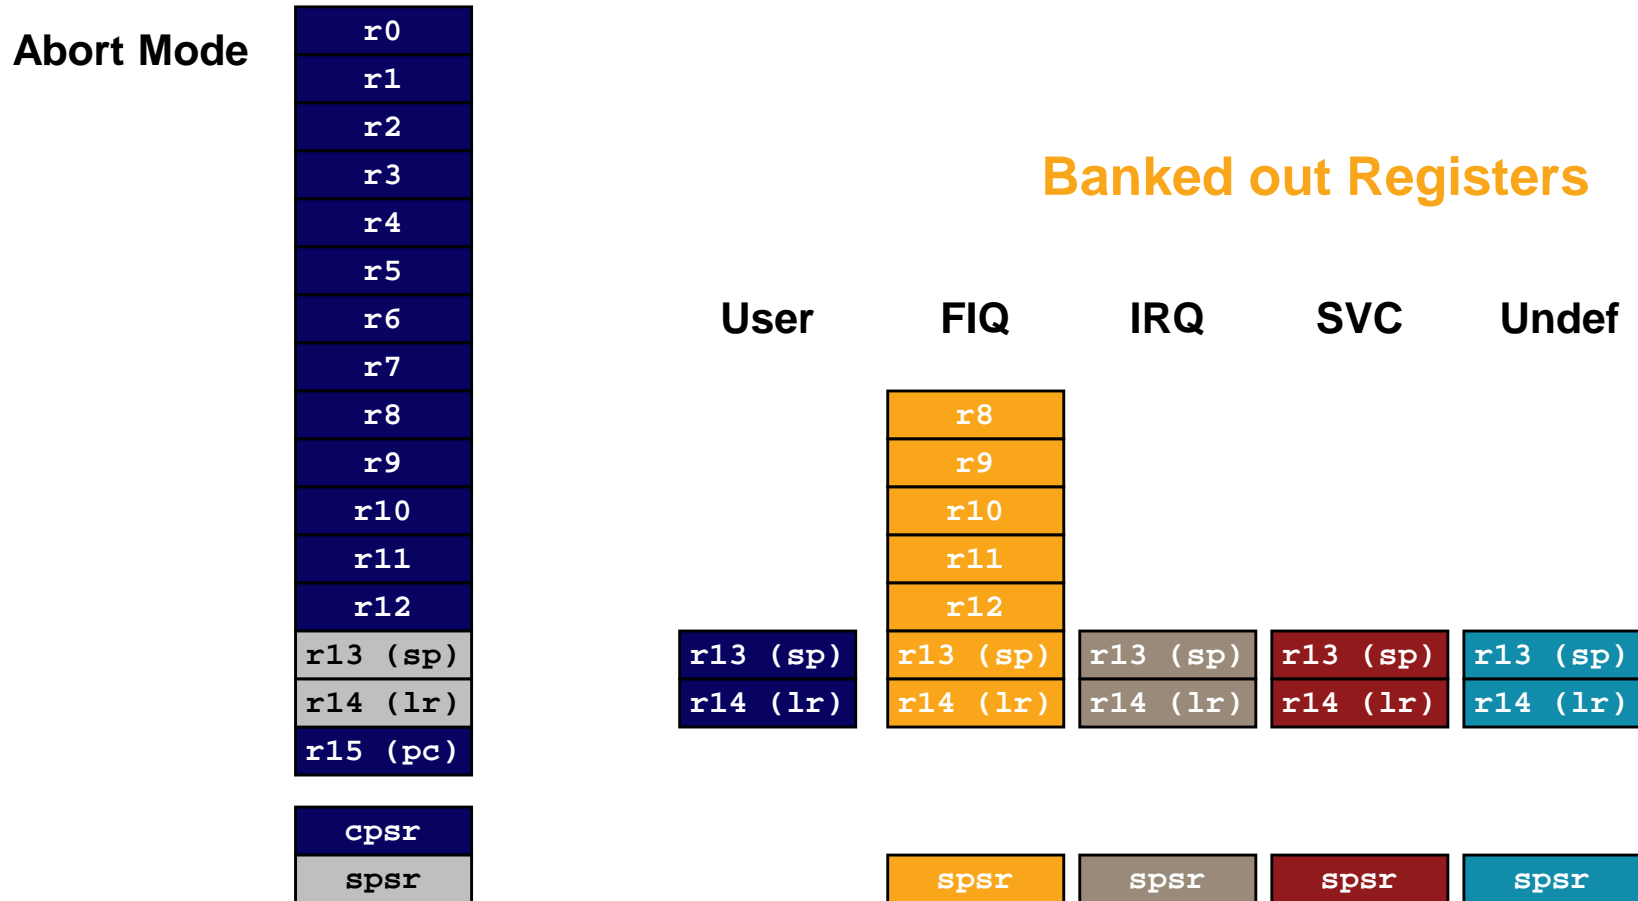 Abort Mode
r0
r1
r2
r3
r4
r5
r6
r7
r8
r9
r10
r11
r12
r13 (sp)
r14 (lr)
r15 (pc)
cpsr
spsr
Banked out Registers
User FIQ IRQ SVC Undef
r8
r9
r10
r11
r12
r13 (sp) r13 (sp) r13 (sp) r13 (sp) r13 (sp)
r14 (lr) r14 (lr) r14 (lr) r14 (lr) r14 (lr)
spsr spsr spsr spsr